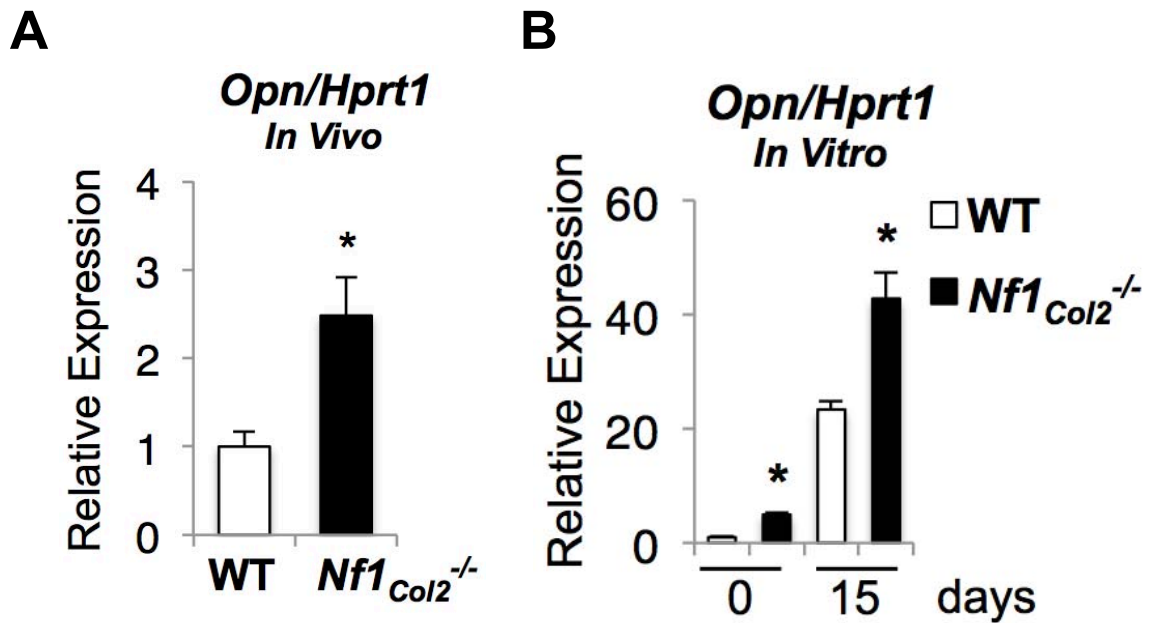 A
Opn/Hprt1
In Vivo
Relative Expression
4
3
2
1
0
*
WT
Nf1Col2-/-
B
Opn/Hprt1
In Vitro
Relative Expression
60
40
20
0
*
*
WT
Nf1Col2-/-
0 15 days